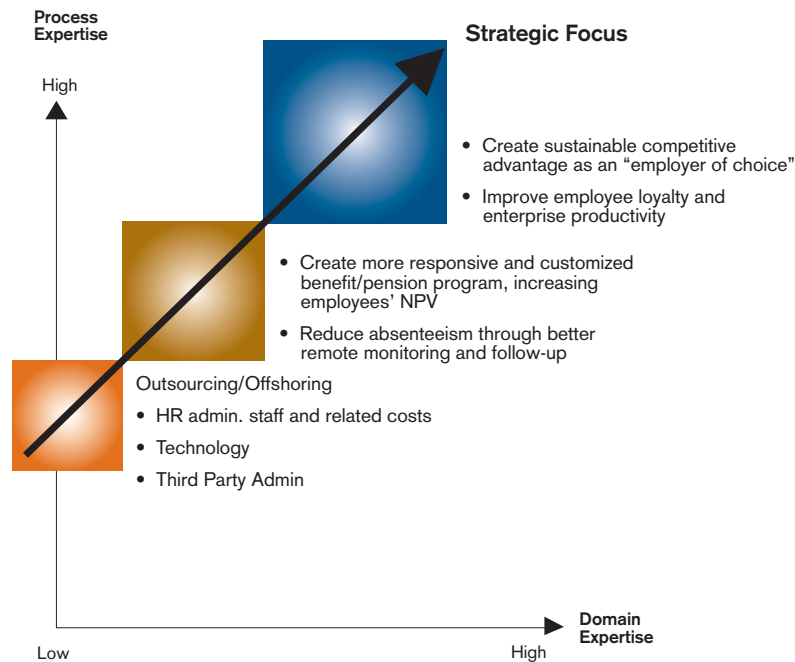 Process
Expertise
Strategic Focus
High
• Create sustainable competitive
advantage as an “employer of choice”
• Improve employee loyalty and
enterprise productivity
• Create more responsive and customized
benefit/pension program, increasing
employees’ NPV
• Reduce absenteeism through better
remote monitoring and follow-up
Outsourcing/Offshoring
• HR admin. staff and related costs
• Technology
• Third Party Admin
Domain
Expertise
Low
High